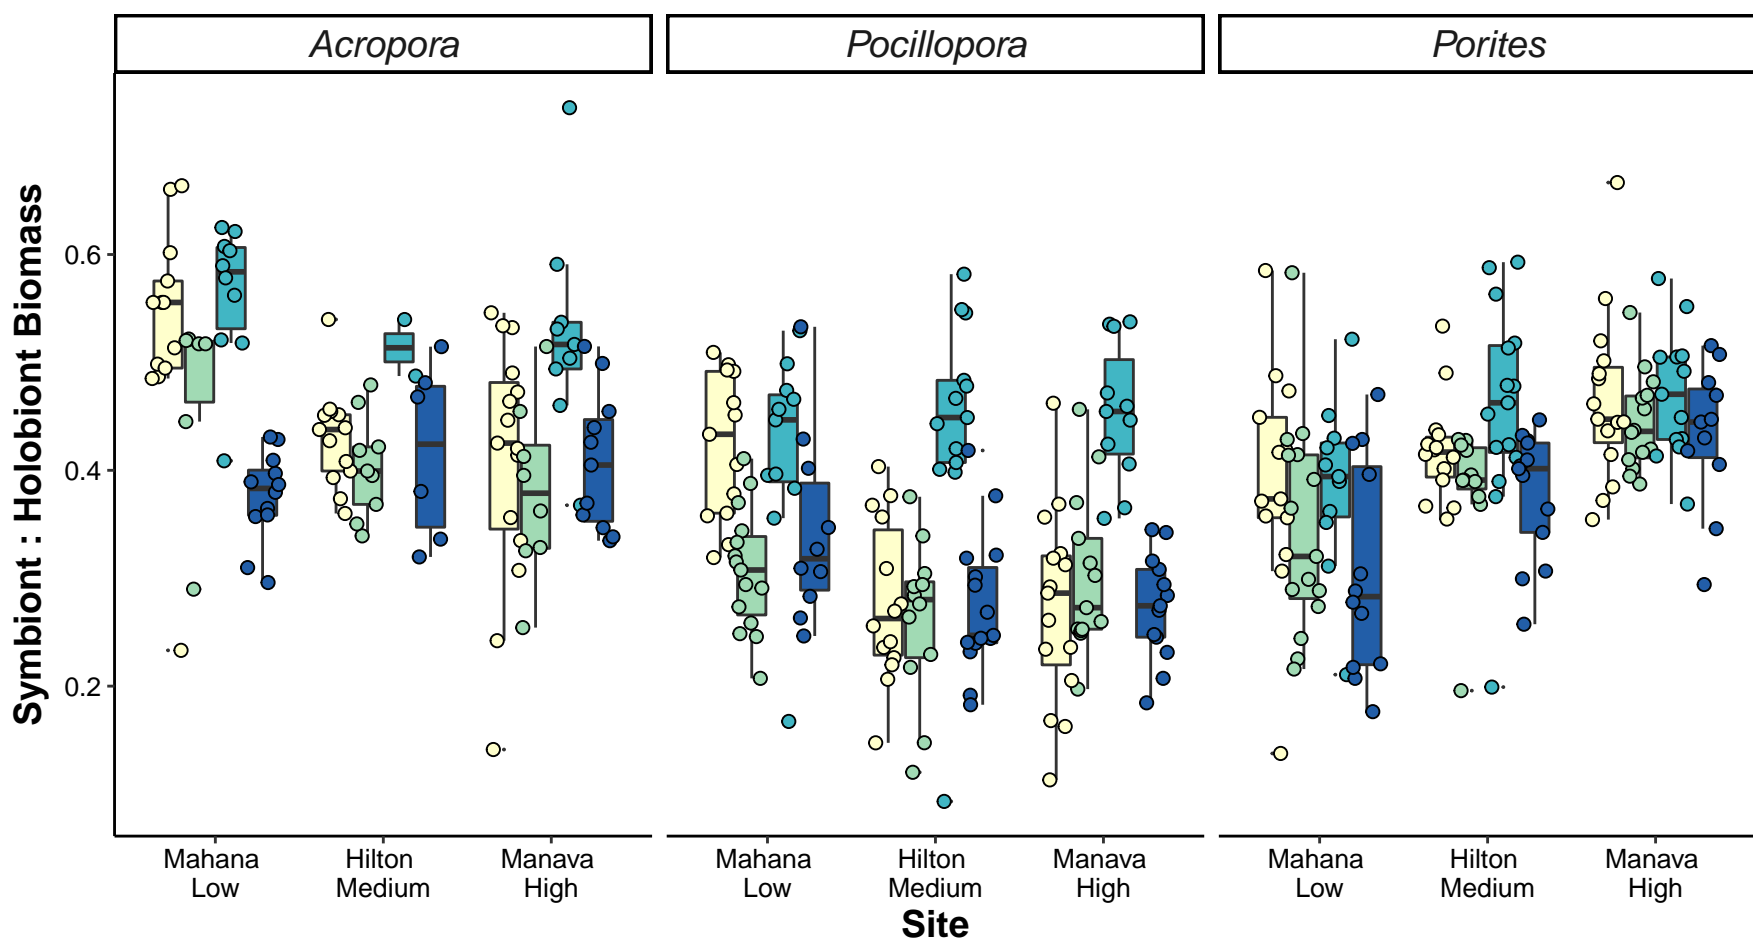 Acropora
Pocillopora
Porites
Symbiont : Holobiont Biomass
0.6
0.4
0.2
Mahana
Low
Hilton
Medium
Manava
High
Mahana
Low
Hilton
Medium
Manava
High
Mahana
Low
Hilton
Medium
Manava
High
Site